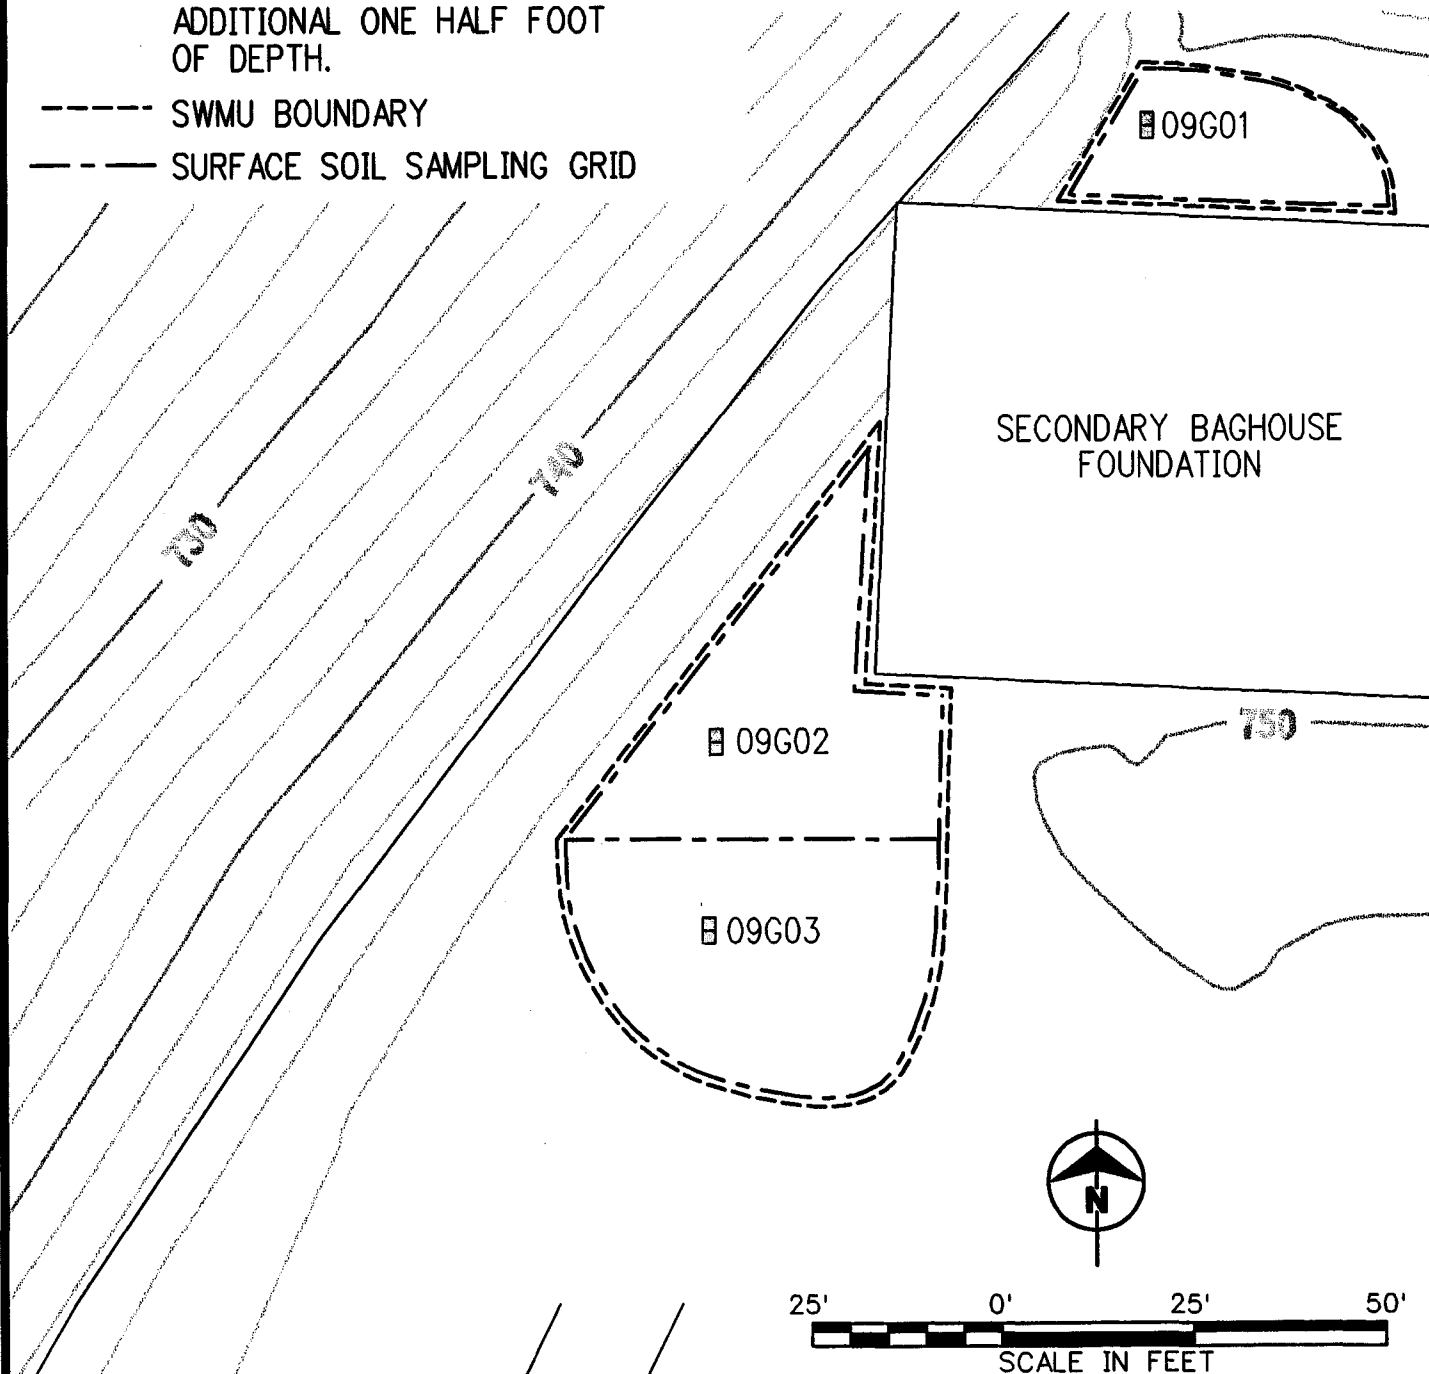 ADDITIONAL ONE HALF FOOT
OF DEPTH.
SWMU BOUNDARY
SURFACE SOIL SAMPLING GRID
09G01
SECONDARY BAGHOUSE
FOUNDATION
740
730
750
09G02
09G03
N
25' 0' 25' 50'
SCALE IN FEET